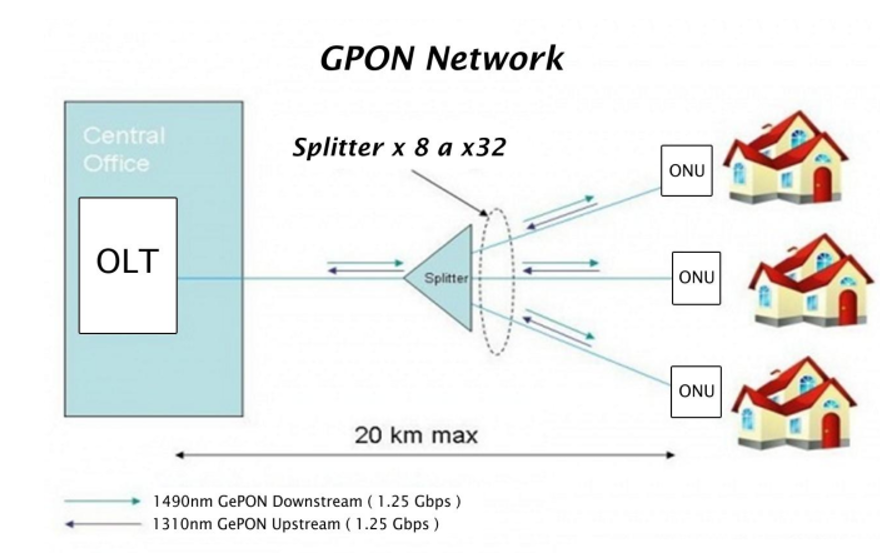 GPON Network
Central
Office
Splitter x 8 a x32
OLT
Splitter
ONU
ONU
ONU
20 km max
1490nm GePON Downstream ( 1.25 Gbps )
1310nm GePON Upstream ( 1.25 Gbps )